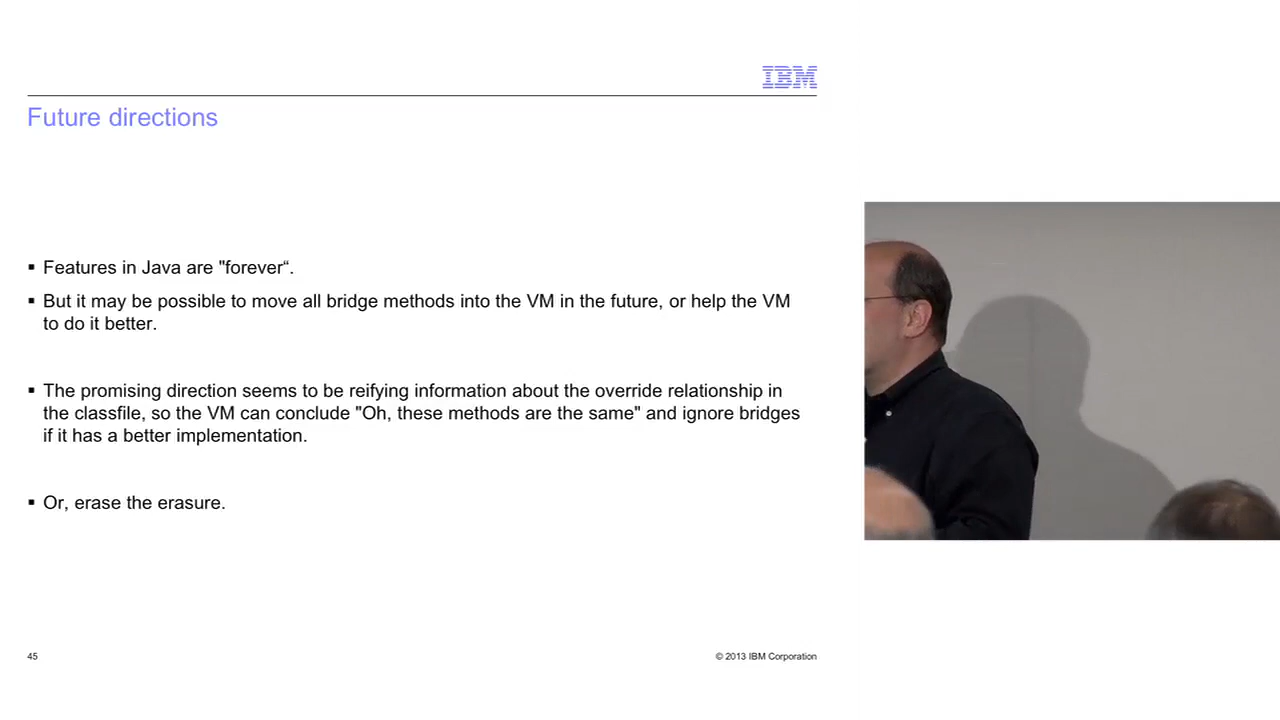 IBM
Future directions
▪ Features in Java are "forever“.
▪ But it may be possible to move all bridge methods into the VM in the future, or help the VM
to do it better.
▪ The promising direction seems to be reifying information about the override relationship in
the classfile, so the VM can conclude "Oh, these methods are the same" and ignore bridges
if it has a better implementation.
▪ Or, erase the erasure.
45
© 2013 IBM Corporation